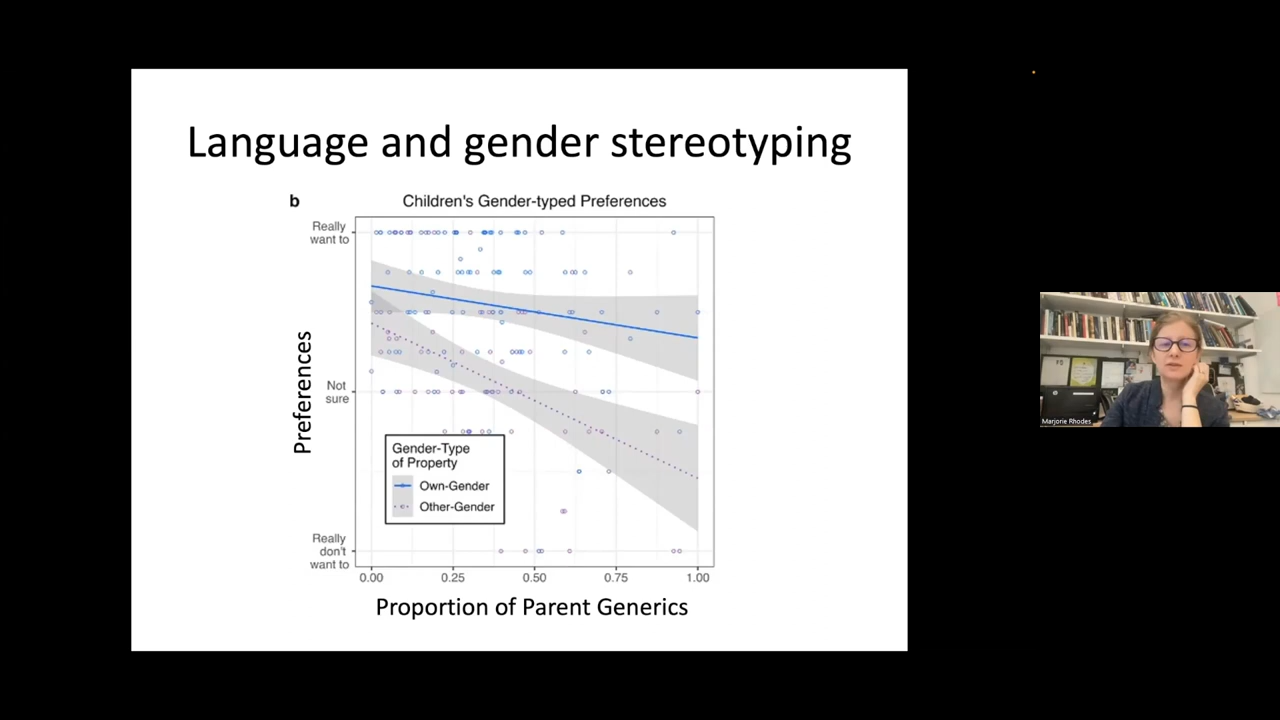 Language and gender stereotyping
b
Children's Gender-typed Preferences
Really
want to
Not
sure
Really
don't
want to
Preferences
Gender-Type
of Property
Own-Gender
Other-Gender
0.00
0.25
0.50
0.75
1.00
Proportion of Parent Generics
Marjorie Rhodes